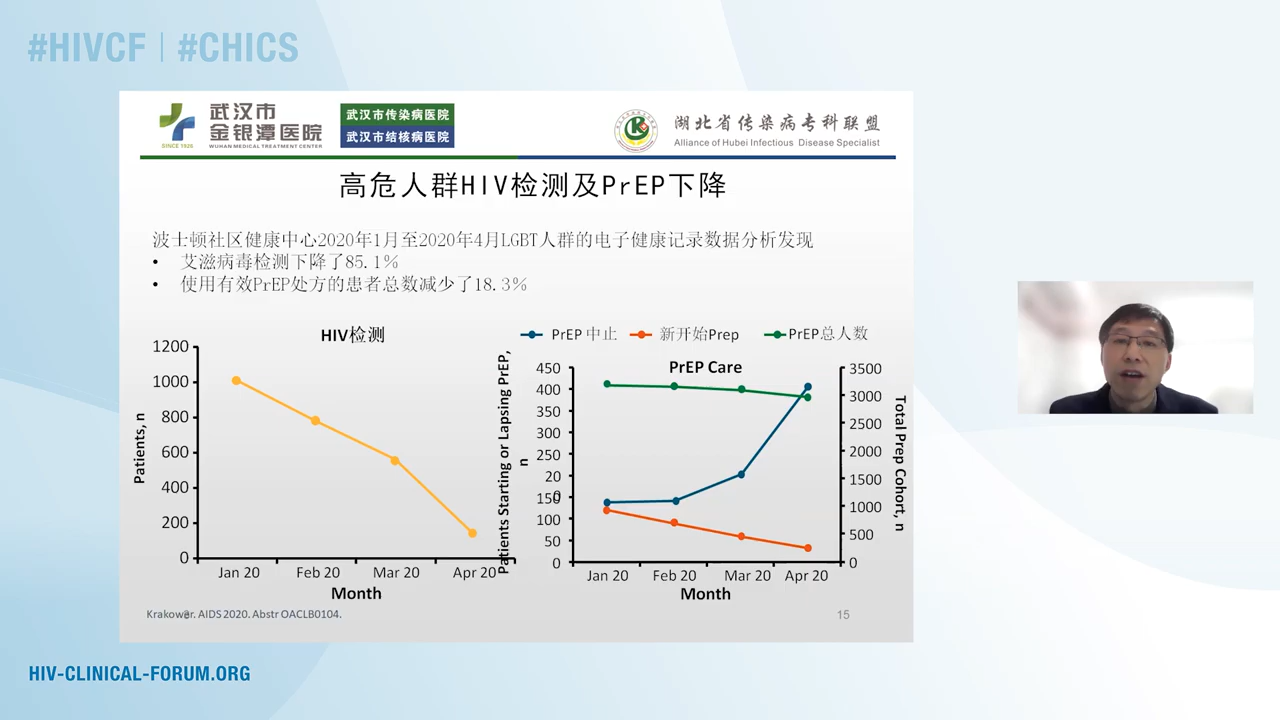 #HIVCF | #CHICS
武汉市
金银潭医院
SINCE 1926
WUHAN MEDICAL TREATMENT CENTER
武汉市传染病医院
武汉市结核病医院
湖北省传染病专科联盟
Alliance of Hubei Infectious Disease Specialist
高危人群HIV检测及PrEP下降
波士顿社区健康中心2020年1月至2020年4月LGBT人群的电子健康记录数据分析发现
• 艾滋病毒检测下降了85.1%
• 使用有效PrEP处方的患者总数减少了18.3%
HIV检测
Patients, n
1200
1000
800
600
400
200
0
Jan 20 Feb 20 Mar 20 Apr 20
Month
PrEP 中止 新开始Prep PrEP总人数
PrEP Care
Patients Starting or Lapsing PrEP,
n
450
400
350
300
250
20
0
150
100
50
0
3500
3000
2500
2000
1500
1000
500
0
Total Prep Cohort, n
Jan 20 Feb 20 Mar 20 Apr 20
Month
Krakower. AIDS 2020. Abstr OACLB0104.
15
HIV-CLINICAL-FORUM.ORG